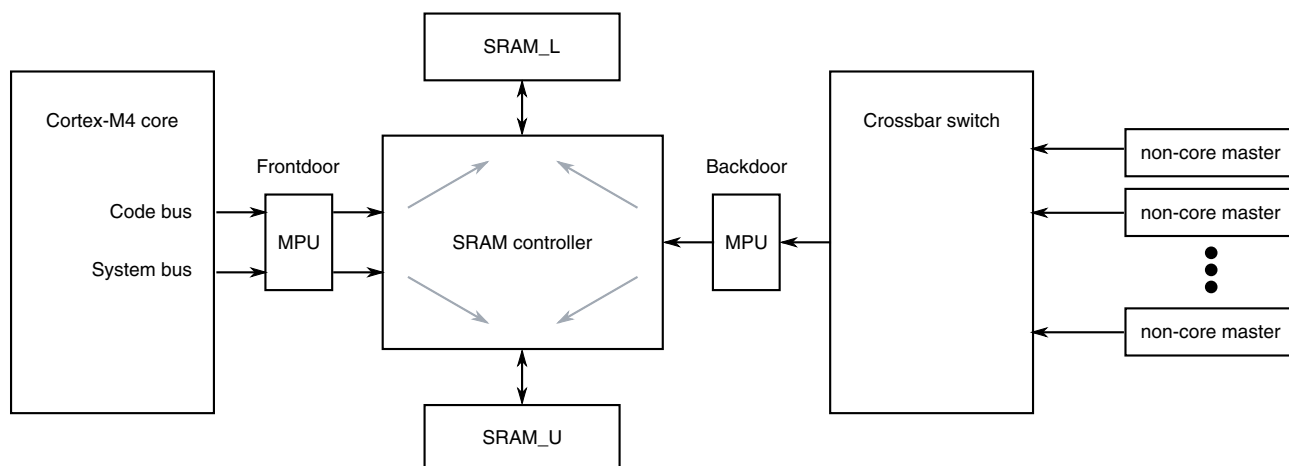 SRAM_L
Cortex-M4 core
Crossbar switch
Frontdoor
Backdoor
non-core master
Code bus
MPU
SRAM controller
MPU
non-core master
System bus
non-core master
SRAM_U